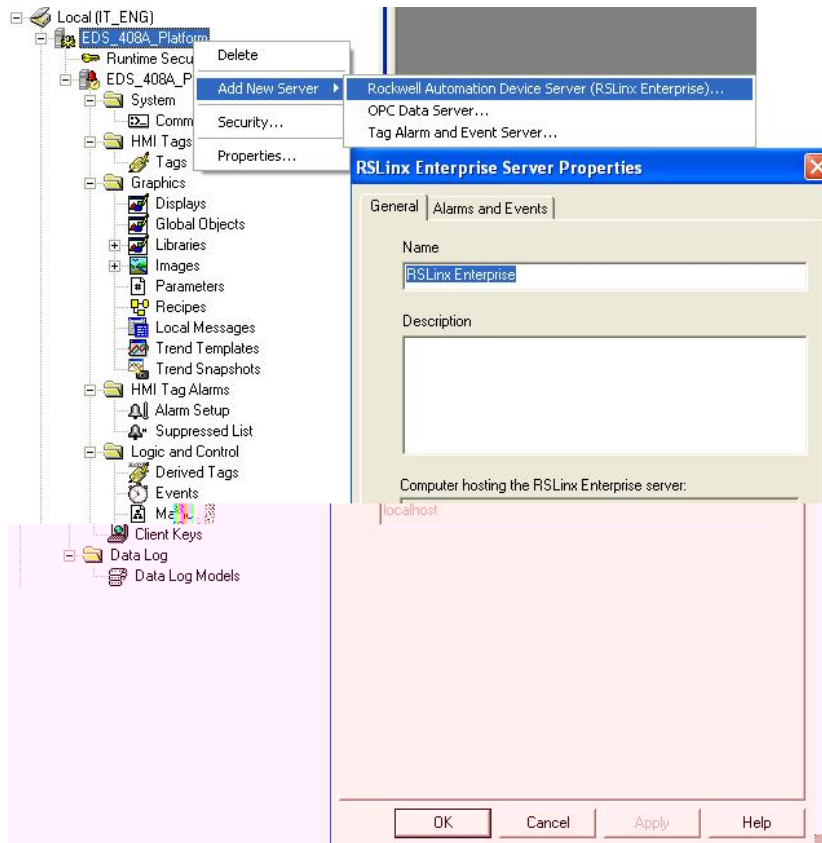 Local (IT_ENG)
EDS_408A_Platform
Runtime Secu
EDS_408A_P
System
Comm
HMI Tags
Tags
Graphics
Displays
Global Objects
Libraries
Images
Parameters
Recipes
Local Messages
Trend Templates
Trend Snapshots
HMI Tag Alarms
Alarm Setup
Suppressed List
Logic and Control
Derived Tags
Events
Client Keys
Data Log
Data Log Models
Delete
Add New Server
Security...
Properties...
Rockwell Automation Device Server (RSLinx Enterprise)...
OPC Data Server...
Tag Alarm and Event Server...
RSLinx Enterprise Server Properties
General
Alarms and Events
Name
RSLinx Enterprise
Description
Computer hosting the RSLinx Enterprise server:
localhost
OK
Cancel
Apply
Help